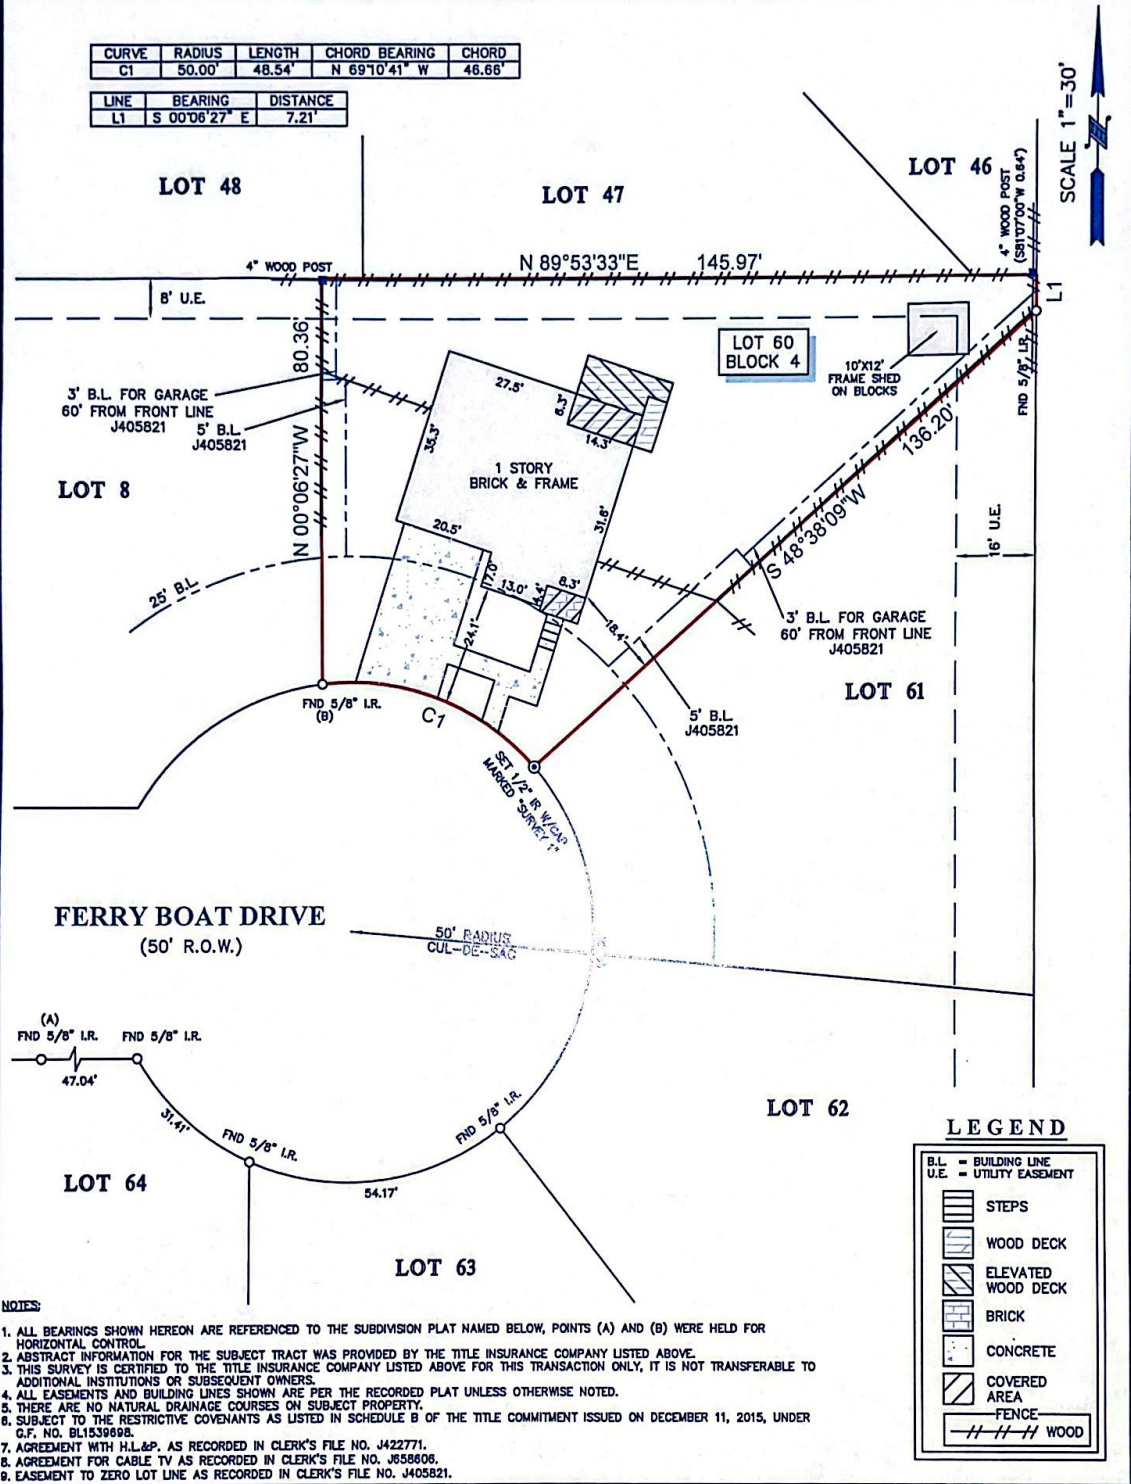 CURVE RADIUS LENGTH CHORD BEARING CHORD
C1 50.00' 48.54' N 69°10'41" W 46.66'
LINE BEARING DISTANCE
L1 S 00°06'27" E 7.21'
SCALE 1"=30'
LOT 48
LOT 47
LOT 46
4" WOOD POST
(S81°07'00"W 0.64')
4" WOOD POST
N 89°53'33"E 145.97'
L1
8' U.E.
LOT 60
BLOCK 4
10'X12'
FRAME SHED
ON BLOCKS
FND 5/8" I.R.
N 00°06'27"W 80.36'
3' B.L. FOR GARAGE
60' FROM FRONT LINE
J405821
5' B.L.
J405821
27.5'
6.3'
14.3'
35.3'
1 STORY
BRICK & FRAME
31.6'
S 48°38'09"W 136.20'
LOT 8
20.5'
7.0'
13.0'
4.4'
8.3'
24.1'
18.4'
16' U.E.
25' B.L.
3' B.L. FOR GARAGE
60' FROM FRONT LINE
J405821
LOT 61
5' B.L.
J405821
FND 5/8" I.R.
(B)
C1
SET 1/2" IR W/CAP
MARKED "SURVEY 1"
FERRY BOAT DRIVE
(50' R.O.W.)
50' RADIUS
CUL-DE-SAC
(A)
FND 5/8" I.R. FND 5/8" I.R.
47.04'
31.41'
FND 5/8" I.R.
FND 5/8" I.R.
54.17'
LOT 62
LOT 64
LOT 63
LEGEND
B.L. = BUILDING LINE
U.E. = UTILITY EASEMENT
STEPS
WOOD DECK
ELEVATED
WOOD DECK
BRICK
CONCRETE
COVERED
AREA
FENCE
WOOD
NOTES:
1. ALL BEARINGS SHOWN HEREON ARE REFERENCED TO THE SUBDIVISION PLAT NAMED BELOW, POINTS (A) AND (B) WERE HELD FOR
HORIZONTAL CONTROL.
2. ABSTRACT INFORMATION FOR THE SUBJECT TRACT WAS PROVIDED BY THE TITLE INSURANCE COMPANY LISTED ABOVE.
3. THIS SURVEY IS CERTIFIED TO THE TITLE INSURANCE COMPANY LISTED ABOVE FOR THIS TRANSACTION ONLY, IT IS NOT TRANSFERABLE TO
ADDITIONAL INSTITUTIONS OR SUBSEQUENT OWNERS.
4. ALL EASEMENTS AND BUILDING LINES SHOWN ARE PER THE RECORDED PLAT UNLESS OTHERWISE NOTED.
5. THERE ARE NO NATURAL DRAINAGE COURSES ON SUBJECT PROPERTY.
6. SUBJECT TO THE RESTRICTIVE COVENANTS AS LISTED IN SCHEDULE B OF THE TITLE COMMITMENT ISSUED ON DECEMBER 11, 2015, UNDER
G.F. NO. BL1539698.
7. AGREEMENT WITH H.L.&P. AS RECORDED IN CLERK'S FILE NO. J422771.
8. AGREEMENT FOR CABLE TV AS RECORDED IN CLERK'S FILE NO. J658606.
9. EASEMENT TO ZERO LOT LINE AS RECORDED IN CLERK'S FILE NO. J405821.